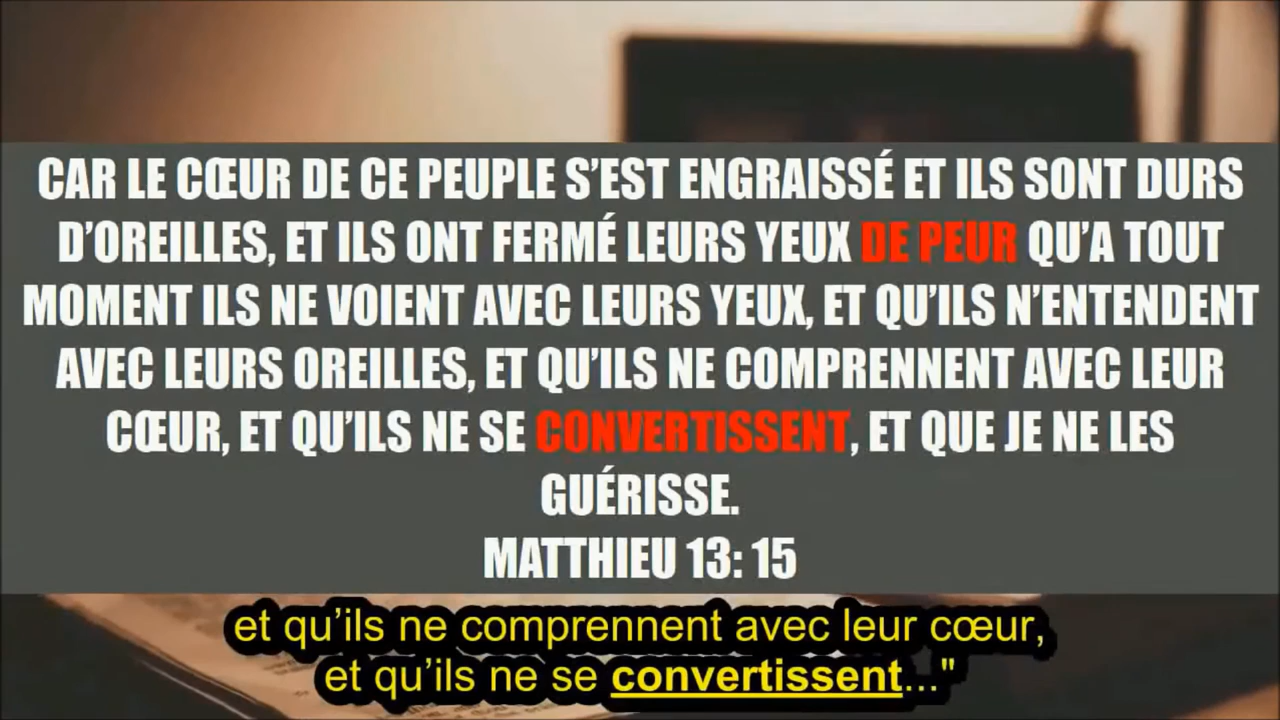 CAR LE CŒUR DE CE PEUPLE S'EST ENGRAISSÉ ET ILS SONT DURS
D'OREILLES, ET ILS ONT FERMÉ LEURS YEUX DE PEUR QU'A TOUT
MOMENT ILS NE VOIENT AVEC LEURS YEUX, ET QU'ILS N'ENTENDENT
AVEC LEURS OREILLES, ET QU'ILS NE COMPRENNENT AVEC LEUR
CŒUR, ET QU'ILS NE SE CONVERTISSENT, ET QUE JE NE LES
GUÉRISSE.
MATTHIEU 13: 15
et qu'ils ne comprennent avec leur cœur,
et qu'ils ne se convertissent..."